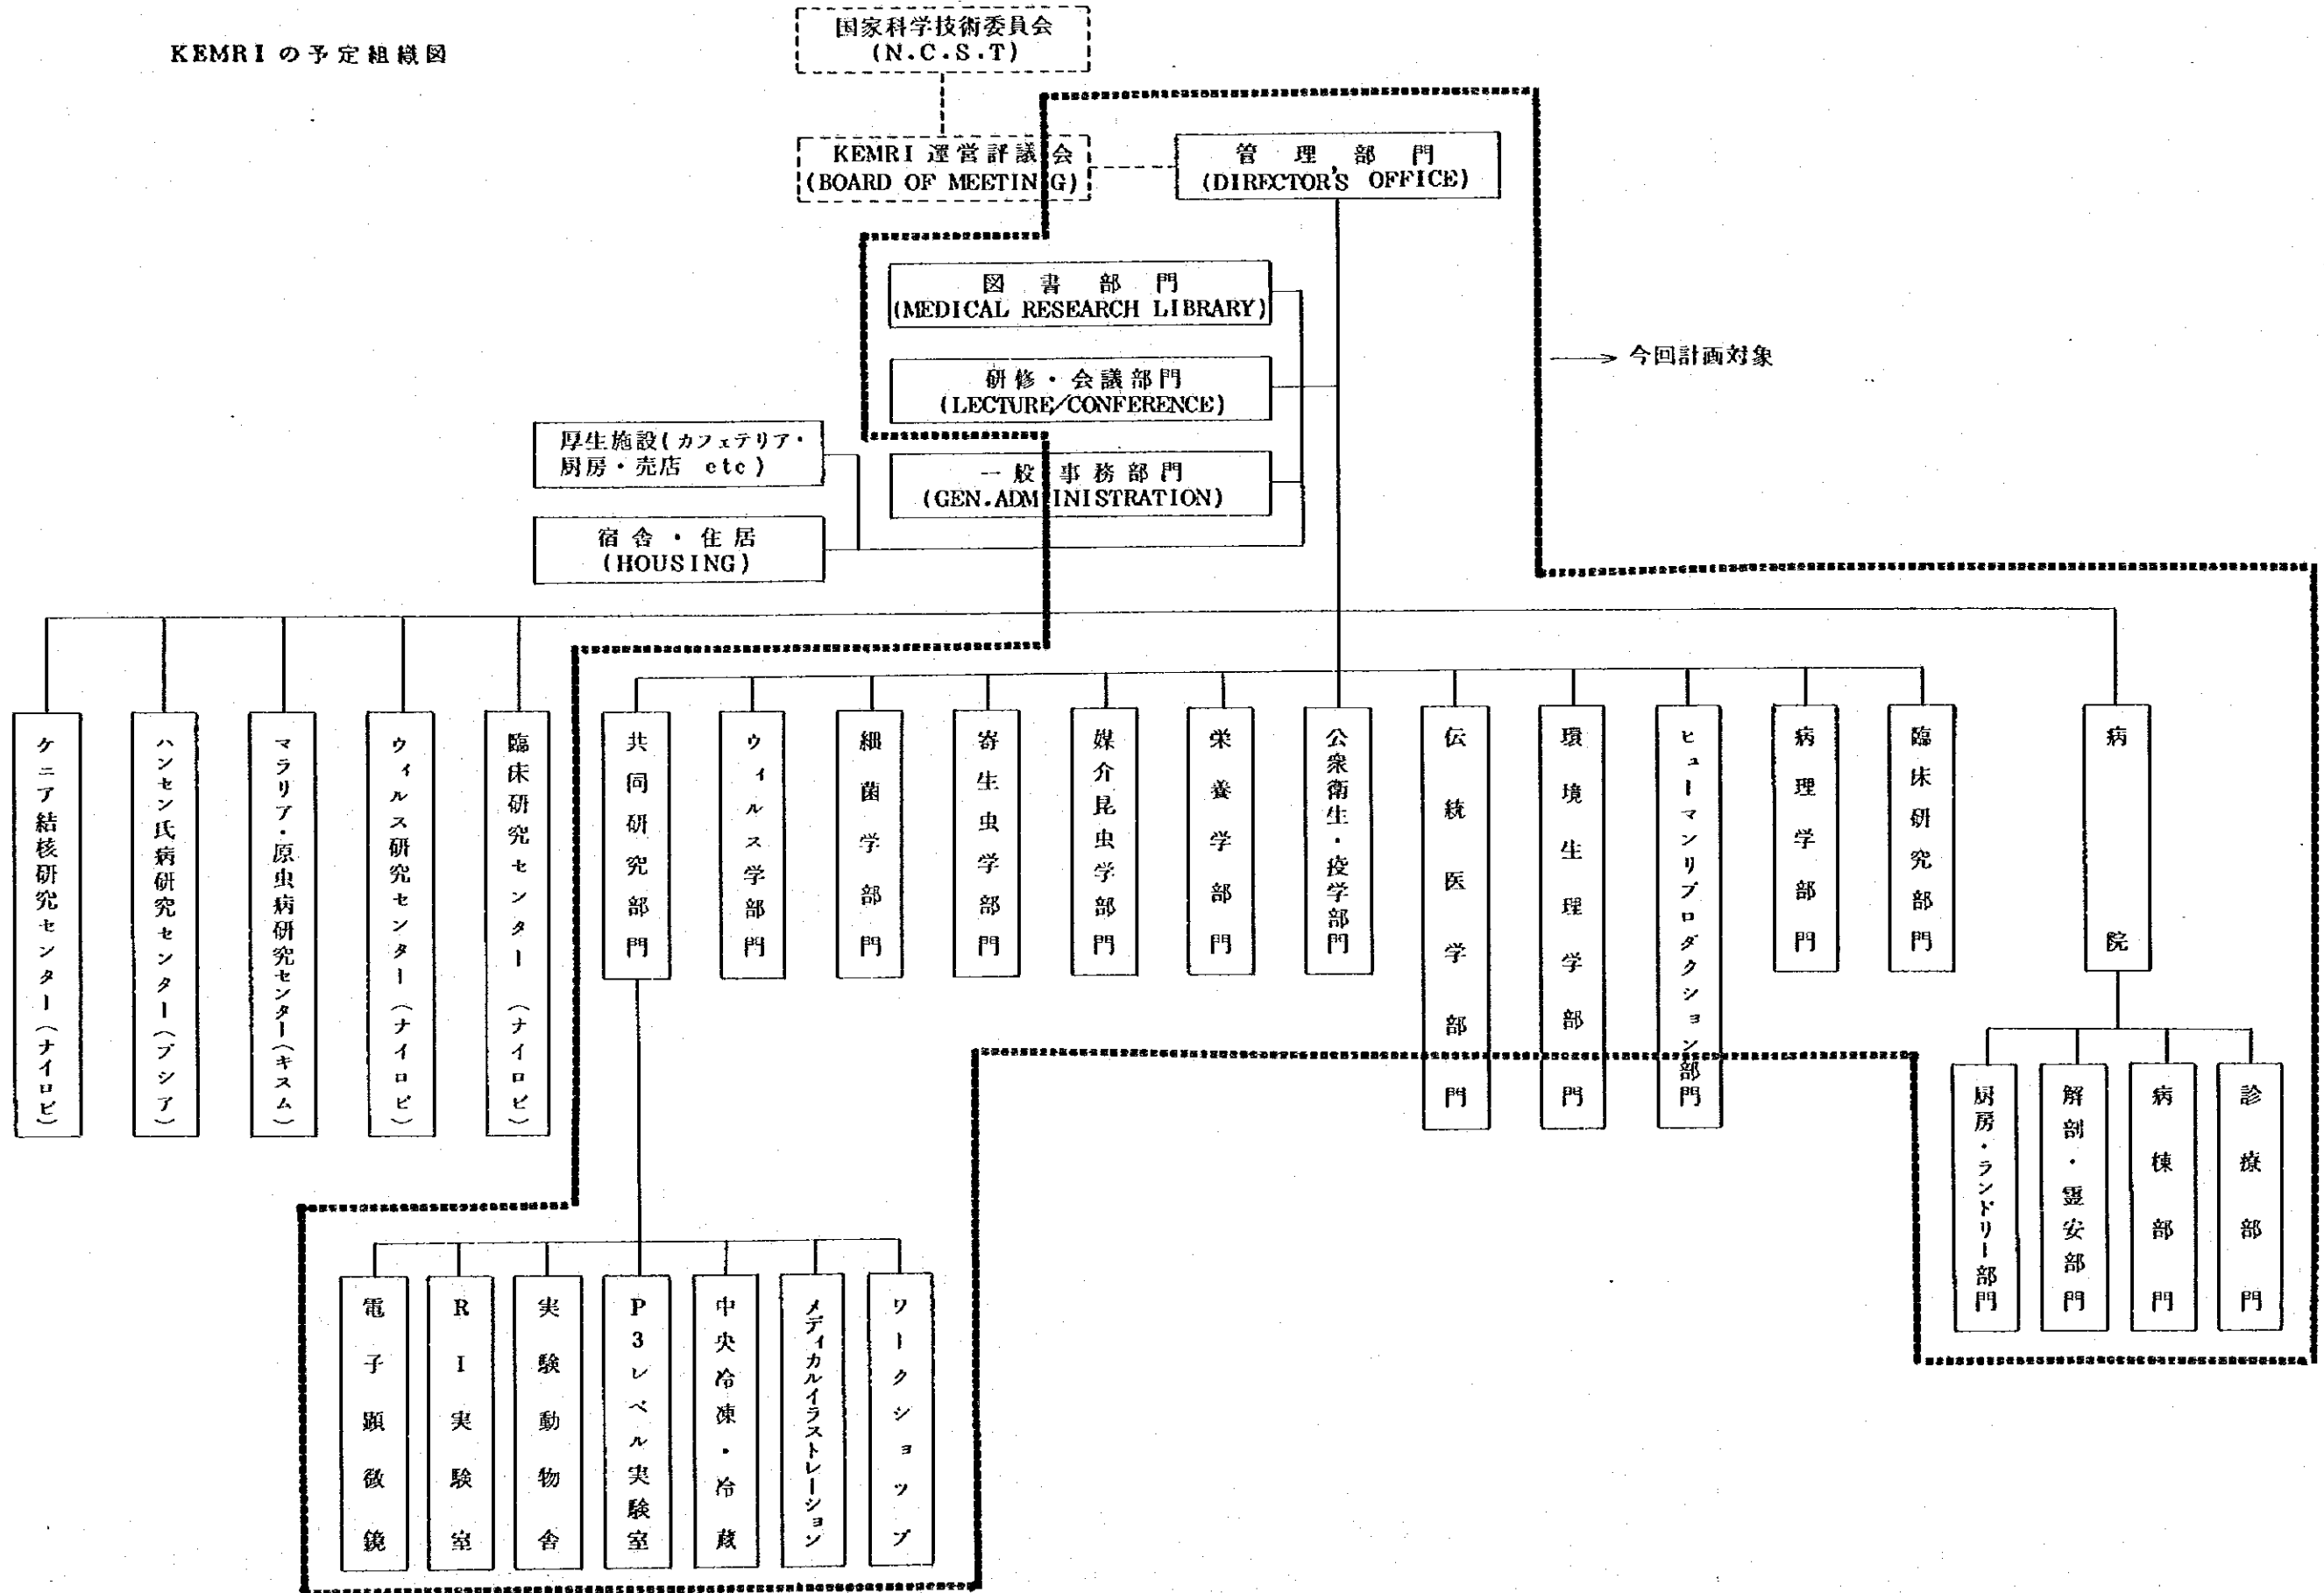 KEMRIの予定組織図
国家科学技術委員会
(N.C.S.T)
KEMRI 運営評議会
(BOARD OF MEETING)
管理部門
(DIRECTOR'S OFFICE)
図書部門
(MEDICAL RESEARCH LIBRARY)
研修・会議部門
(LECTURE/CONFERENCE)
一般事務部門
(GEN.ADMINISTRATION)
今回計画対象
厚生施設(カフェテリア・
厨房・売店 etc)
宿舎・住居
(HOUSING)
ケニア結核研究センター(ナイロビ)
ハンセン氏病研究センター(ブシア)
マラリア・原虫病研究センター(キスム)
ウィルス研究センター(ナイロビ)
臨床研究センター(ナイロビ)
共同研究部門
ウィルス学部門
細菌学部門
寄生虫学部門
媒介昆虫学部門
栄養学部門
公衆衛生・疫学部門
伝統医学部門
環境生理学部門
ヒューマンリプロダクション部門
病理学部門
臨床研究部門
病院
厨房・ランドリー部門
解剖・霊安部門
病棟部門
診療部門
電子顕微鏡
RI実験室
実験動物舎
P3レベル実験室
中央冷凍・冷蔵
メディカルイラストレーション
ワークショップ